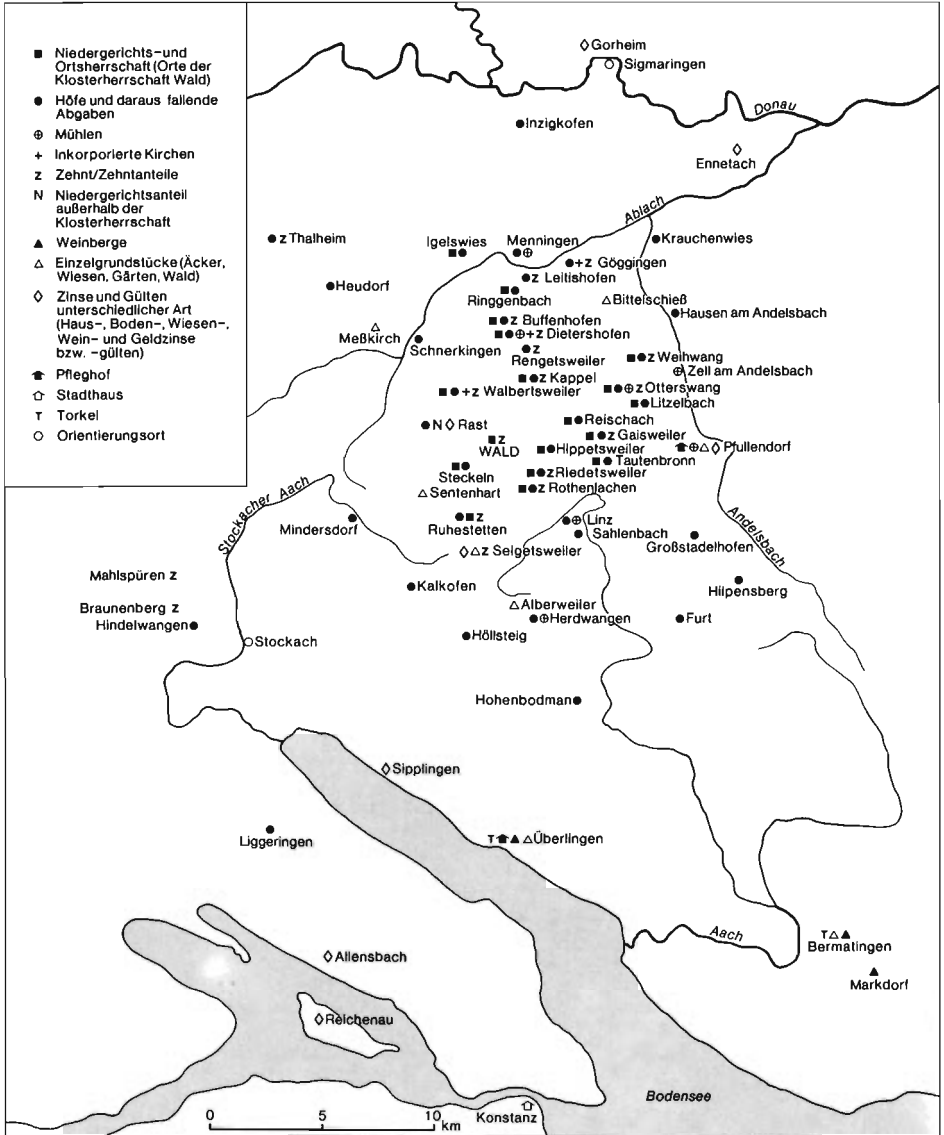 ■ Niedergerichts- und
Ortsherrschaft (Orte der
Klosterherrschaft Wald)
● Höfe und daraus fallende
Abgaben
⊕ Mühlen
+ Inkorporierte Kirchen
z Zehnt/Zehntanteile
N Niedergerichtsanteil
außerhalb der
Klosterherrschaft
▲ Weinberge
△ Einzelgrundstücke (Äcker,
Wiesen, Gärten, Wald)
◊ Zinse und Gülten
unterschiedlicher Art
(Haus-, Boden-, Wiesen-,
Wein- und Geldzinse
bzw. -gülten)
Pfleghof
Stadthaus
T Torkel
○ Orientierungsort
◊ Gorheim
○ Sigmaringen
Donau
● Inzigkofen
◊
Ennetach
Ablach
● z Thalheim
Igelswies
■ ●
Menningen
● ⊕
● Krauchenwies
● + z Göggingen
● z
Leitishofen
● Heudorf
■ ●
Ringgenbach
△ Bittelschieß
● Hausen am Andelsbach
■ ● z Buffenhofen
△
Meßkirch
■ ● ⊕ + z Dietershofen
●
Schnerkingen
● z
Rengetsweiler
■ ● z Weihwang
⊕ Zell am Andelsbach
■ ● z Kappel
■ ● + z Walbertsweiler
■ ● ⊕ z Otterswang
■ ● Litzelbach
● N ◊ Rast
■ ● Reischach
■ z
WALD
■ ● z Gaisweiler
■ ● Hippetsweiler
⊕ △ ◊ Pfullendorf
■ ● Tautenbronn
■ ●
Steckeln
■ ● z Riedetsweiler
△ Sentenhart
■ ● z Rothenlachen
Stockacher Aach
Mindersdorf
● ■ z
Ruhestetten
● ⊕ Linz
● Sahlenbach
●
Großstadelhofen
Andelsbach
◊ △ z Selgetsweiler
Mahlspüren z
● Kalkofen
●
Hilpensberg
Braunenberg z
Hindelwangen ●
△ Alberweiler
● ⊕ Herdwangen
● Furt
○ Stockach
● Höllsteig
Hohenbodman ●
◊ Sipplingen
●
Liggeringen
T ▲ △ Überlingen
Aach
T △ ▲
Bermatingen
◊ Allensbach
▲
Markdorf
◊ Reichenau
Bodensee
Konstanz
0 5 10
km